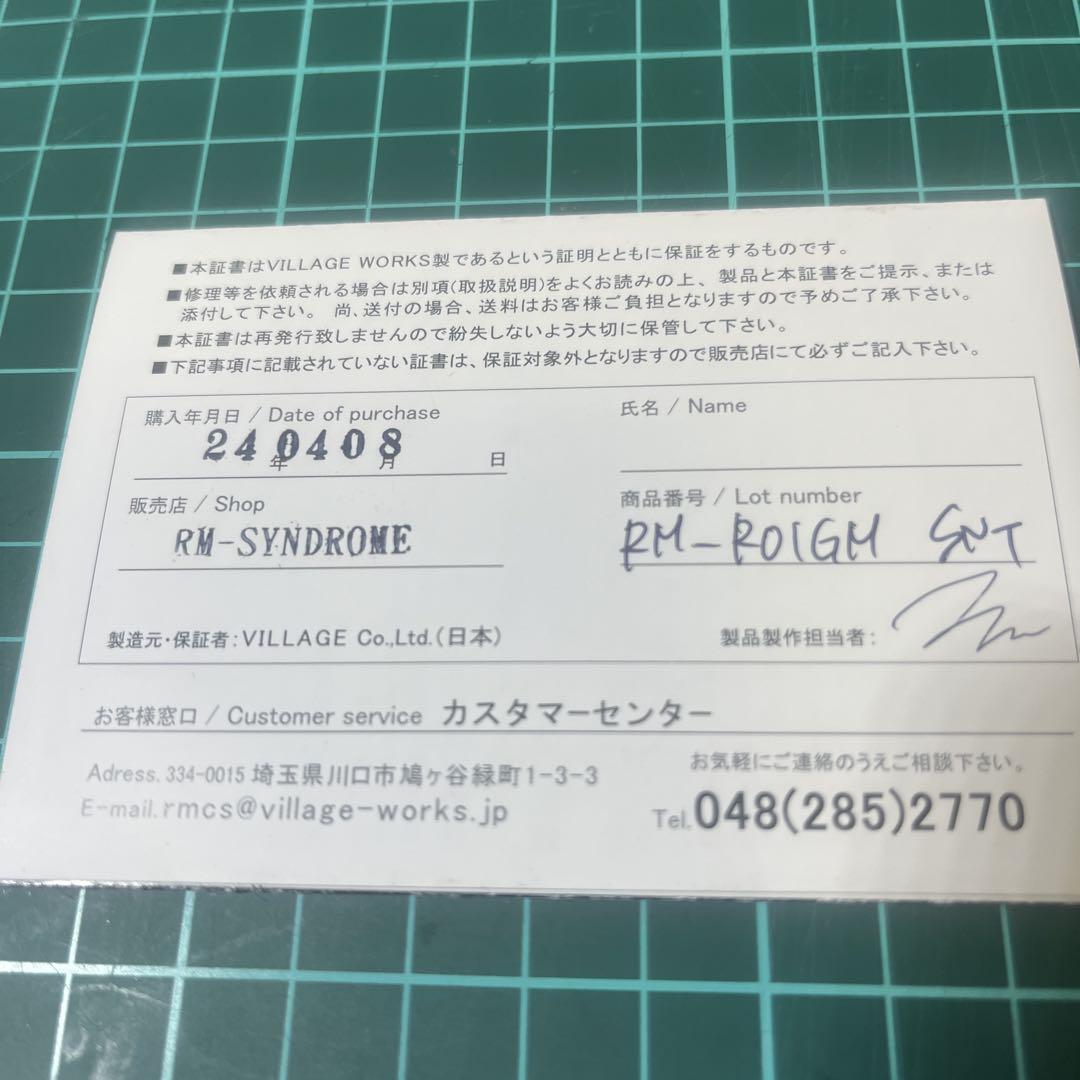 ■本証書はVILLAGE WORKS製であるという証明とともに保証をするものです。
■修理等を依頼される場合は別項(取扱説明)をよくお読みの上、製品と本証書をご提示、または
添付して下さい。 尚、送付の場合、送料はお客様ご負担となりますので予めご了承下さい。
■本証書は再発行致しませんので紛失しないよう大切に保管して下さい。
■下記事項に記載されていない証書は、保証対象外となりますので販売店にて必ずご記入下さい。
購入年月日 / Date of purchase
240408
年 月 日
氏名 / Name
販売店 / Shop
RM-SYNDROME
商品番号 / Lot number
RM-R01GM SNT
製造元・保証者:VILLAGE Co.,Ltd.(日本)
製品製作担当者:
お客様窓口 / Customer service カスタマーセンター
Adress. 334-0015 埼玉県川口市鳩ヶ谷緑町1-3-3
E-mail. rmcs@village-works.jp
お気軽にご連絡のうえご相談下さい。
Tel. 048(285)2770